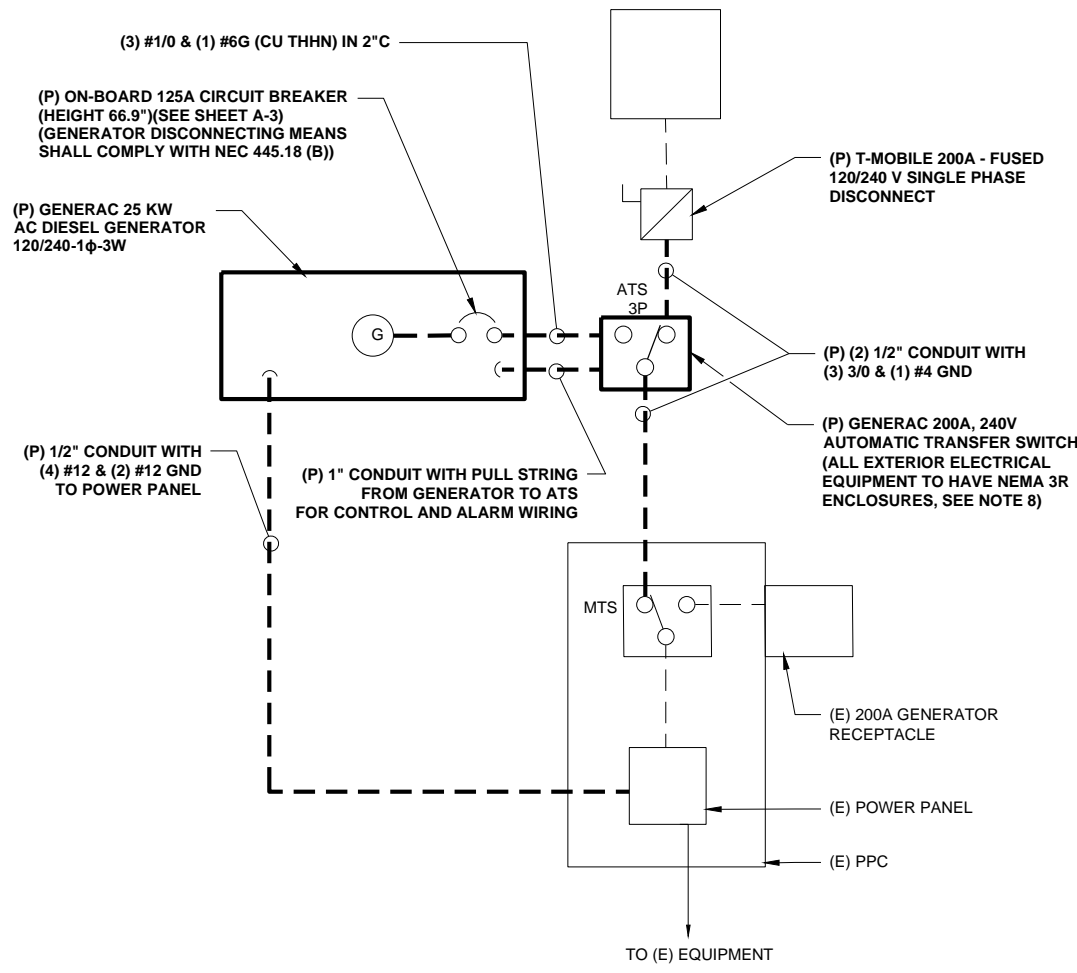 (3) #1/0 & (1) #6G (CU THHN) IN 2"C
(P) ON-BOARD 125A CIRCUIT BREAKER
(HEIGHT 66.9")(SEE SHEET A-3)
(GENERATOR DISCONNECTING MEANS
SHALL COMPLY WITH NEC 445.18 (B))
(P) T-MOBILE 200A - FUSED
120/240 V SINGLE PHASE
DISCONNECT
(P) GENERAC 25 KW
AC DIESEL GENERATOR
120/240-1ϕ-3W
ATS
3P
G
(P) (2) 1/2" CONDUIT WITH
(3) 3/0 & (1) #4 GND
(P) GENERAC 200A, 240V
AUTOMATIC TRANSFER SWITCH
(ALL EXTERIOR ELECTRICAL
EQUIPMENT TO HAVE NEMA 3R
ENCLOSURES, SEE NOTE 8)
(P) 1/2" CONDUIT WITH
(4) #12 & (2) #12 GND
TO POWER PANEL
(P) 1" CONDUIT WITH PULL STRING
FROM GENERATOR TO ATS
FOR CONTROL AND ALARM WIRING
MTS
(E) 200A GENERATOR
RECEPTACLE
(E) POWER PANEL
(E) PPC
TO (E) EQUIPMENT